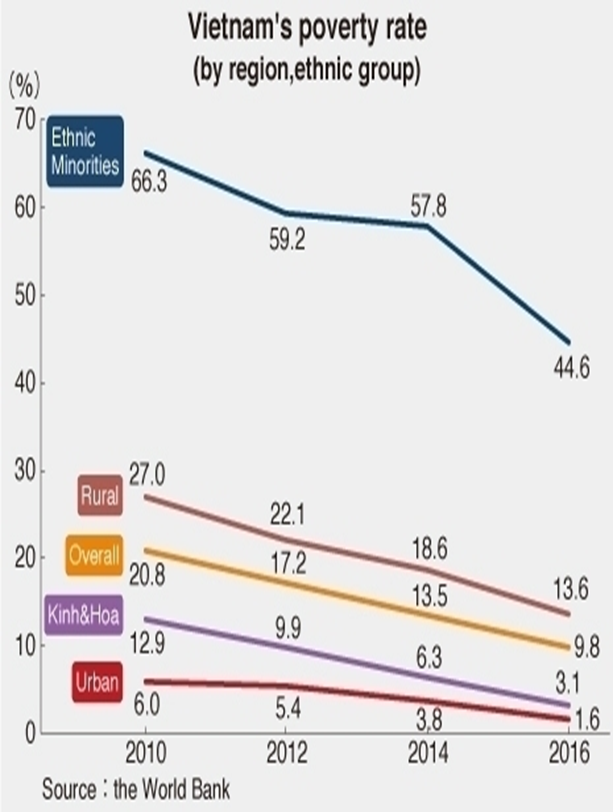 Vietnam's poverty rate
(by region,ethnic group)
(%)
70
60
50
40
30
20
10
0
Ethnic
Minorities
66.3
59.2
57.8
44.6
Rural
27.0
22.1
18.6
13.6
Overall
20.8
17.2
13.5
9.8
Kinh&Hoa
12.9
9.9
6.3
3.1
Urban
6.0
5.4
3.8
1.6
2010 2012 2014 2016
Source : the World Bank